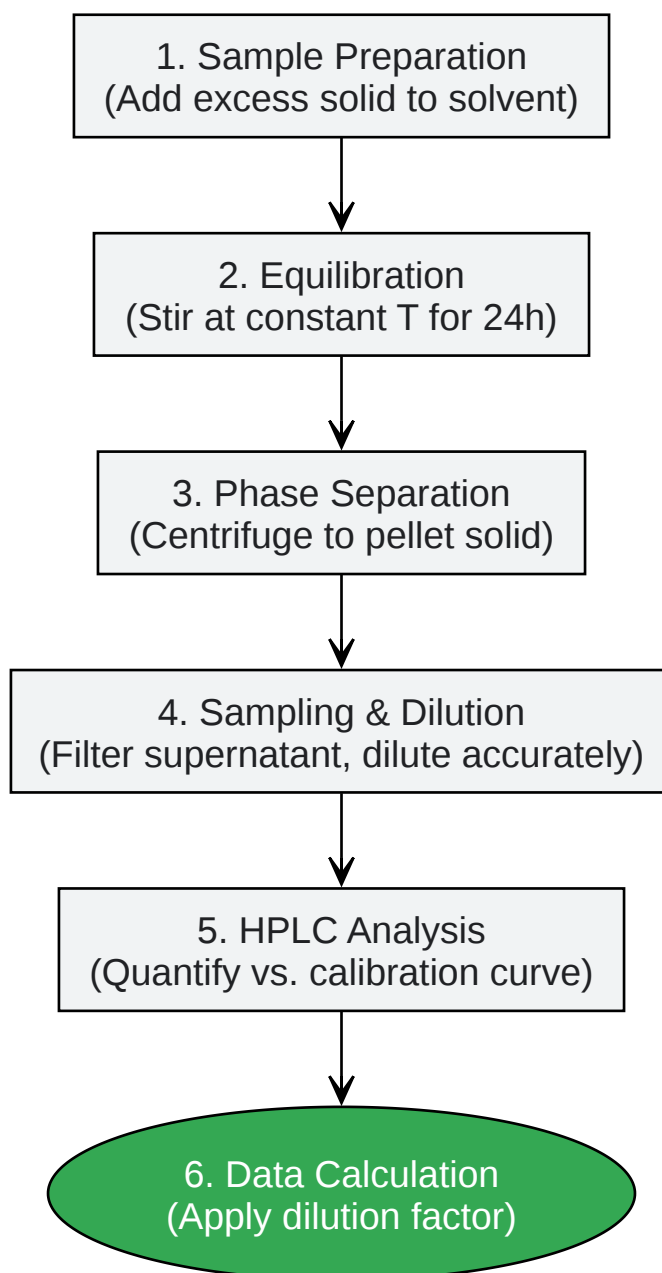 1. Sample Preparation
(Add excess solid to solvent)
2. Equilibration
(Stir at constant T for 24h)
3. Phase Separation
(Centrifuge to pellet solid)
4. Sampling & Dilution
(Filter supernatant, dilute accurately)
5. HPLC Analysis
(Quantify vs. calibration curve)
6. Data Calculation
(Apply dilution factor)